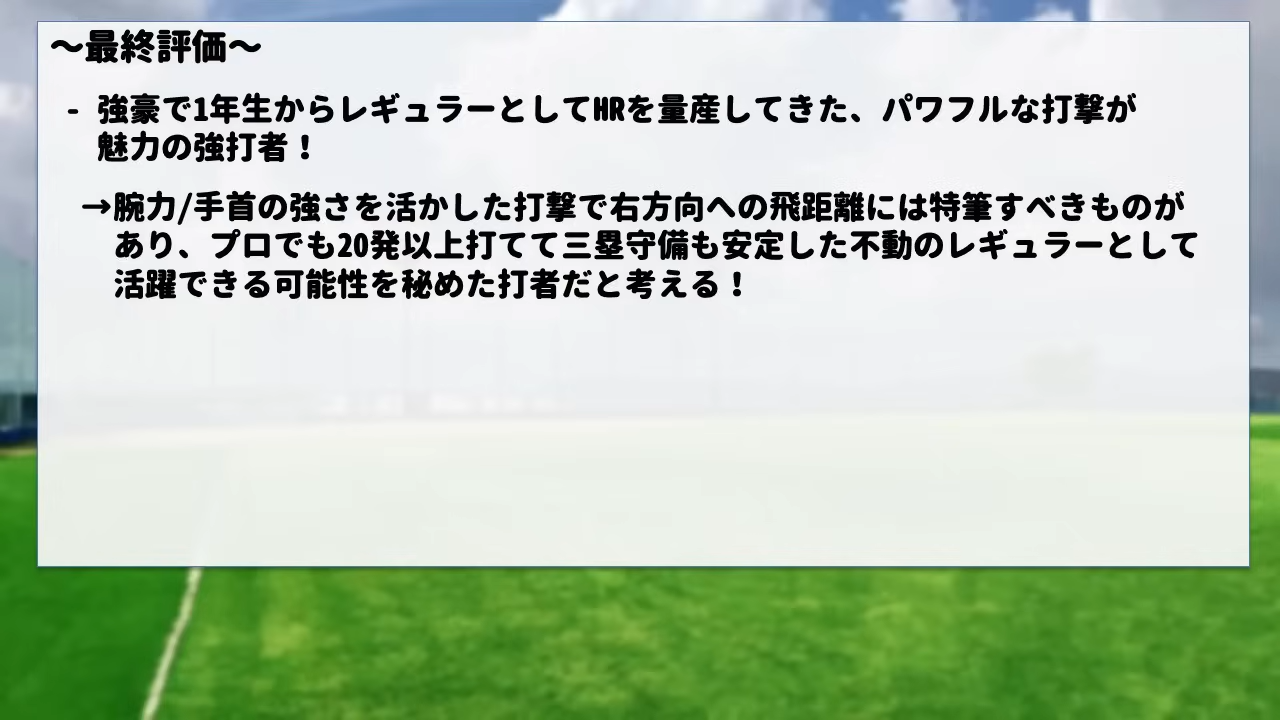 ～最終評価～
- 強豪で1年生からレギュラーとしてHRを量産してきた、パワフルな打撃が
魅力の強打者！
→腕力/手首の強さを活かした打撃で右方向への飛距離には特筆すべきものが
あり、プロでも20発以上打てて三塁守備も安定した不動のレギュラーとして
活躍できる可能性を秘めた打者だと考える！